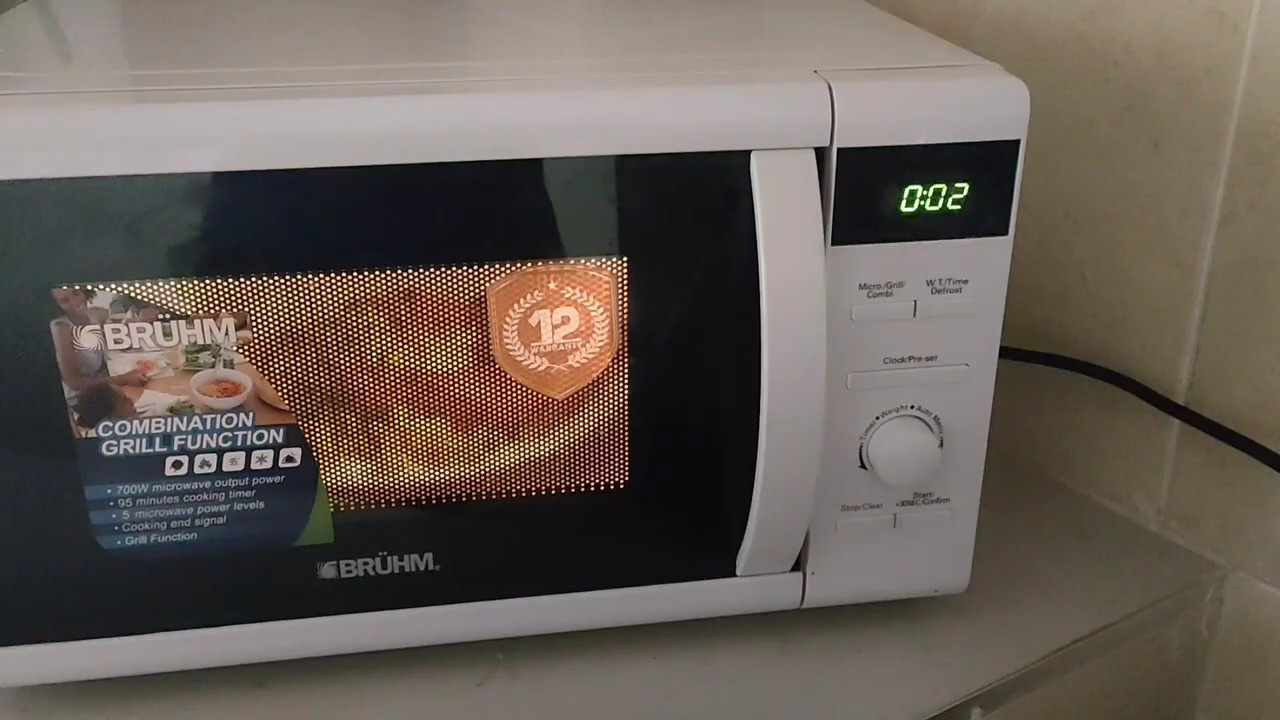 0:02
Micro./Grill/
Combi
W.T/Time
Defrost
Clock/Pre-set
Timer • Weight • Auto Menu
Stop/Clear
Start/
+30SEC/Confirm
BRÜHM
12
WARRANTY
COMBINATION
GRILL FUNCTION
• 700W microwave output power
• 95 minutes cooking timer
• 5 microwave power levels
• Cooking end signal
• Grill Function
BRÜHM